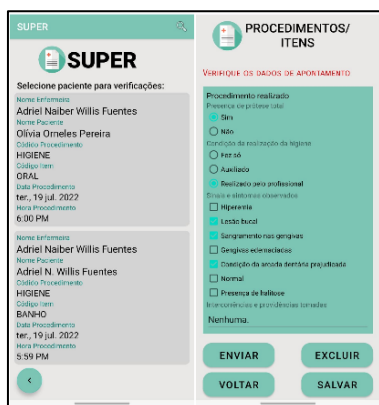 SUPER
SUPER
Selecione paciente para verificações:
Nome Enfermeiro
Adriel Naiber Willis Fuentes
Nome Paciente
Olívia Orneles Pereira
Código Procedimento
HIGIENE
Código Item
ORAL
Data Procedimento
ter., 19 jul. 2022
Hora Procedimento
6:00 PM
Nome Enfermeiro
Adriel Naiber Willis Fuentes
Nome Paciente
Adriel N. Willis Fuentes
Código Procedimento
HIGIENE
Código Item
BANHO
Data Procedimento
ter., 19 jul. 2022
Hora Procedimento
5:59 PM
PROCEDIMENTOS/
ITENS
VERIFIQUE OS DADOS DE APONTAMENTO
Procedimento realizado
Presença de prótese total
Sim
Não
Condição da realização da higiene
Fez só
Auxiliado
Realizado pelo profissional
Sinais e sintomas observados
Hiperemia
Lesão bucal
Sangramento nas gengivas
Gengivas edemaciadas
Condição da arcada dentária prejudicada
Normal
Presença de halitose
Intercorrências e providências tomadas
Nenhuma.
ENVIAR
EXCLUIR
VOLTAR
SALVAR